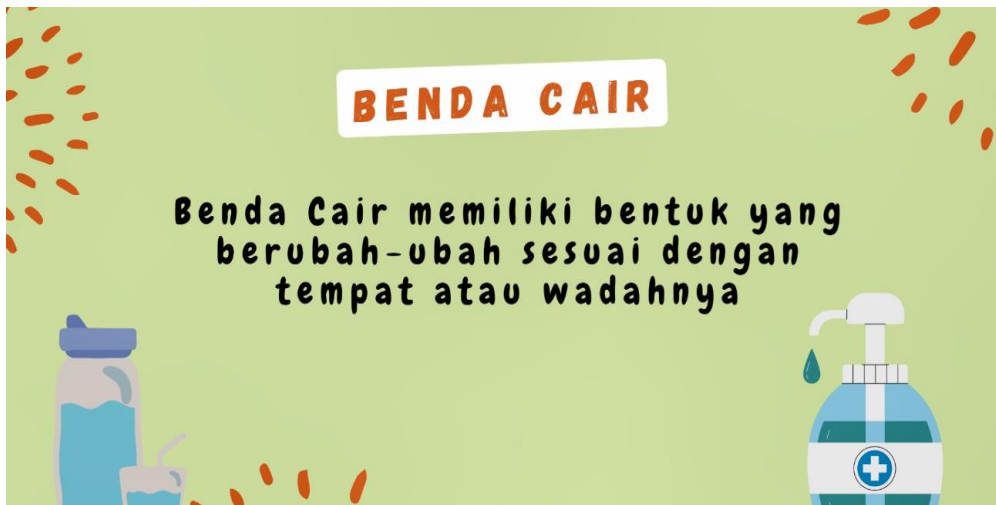 BENDA CAIR
Benda Cair memiliki bentuk yang
berubah-ubah sesuai dengan
tempat atau wadahnya